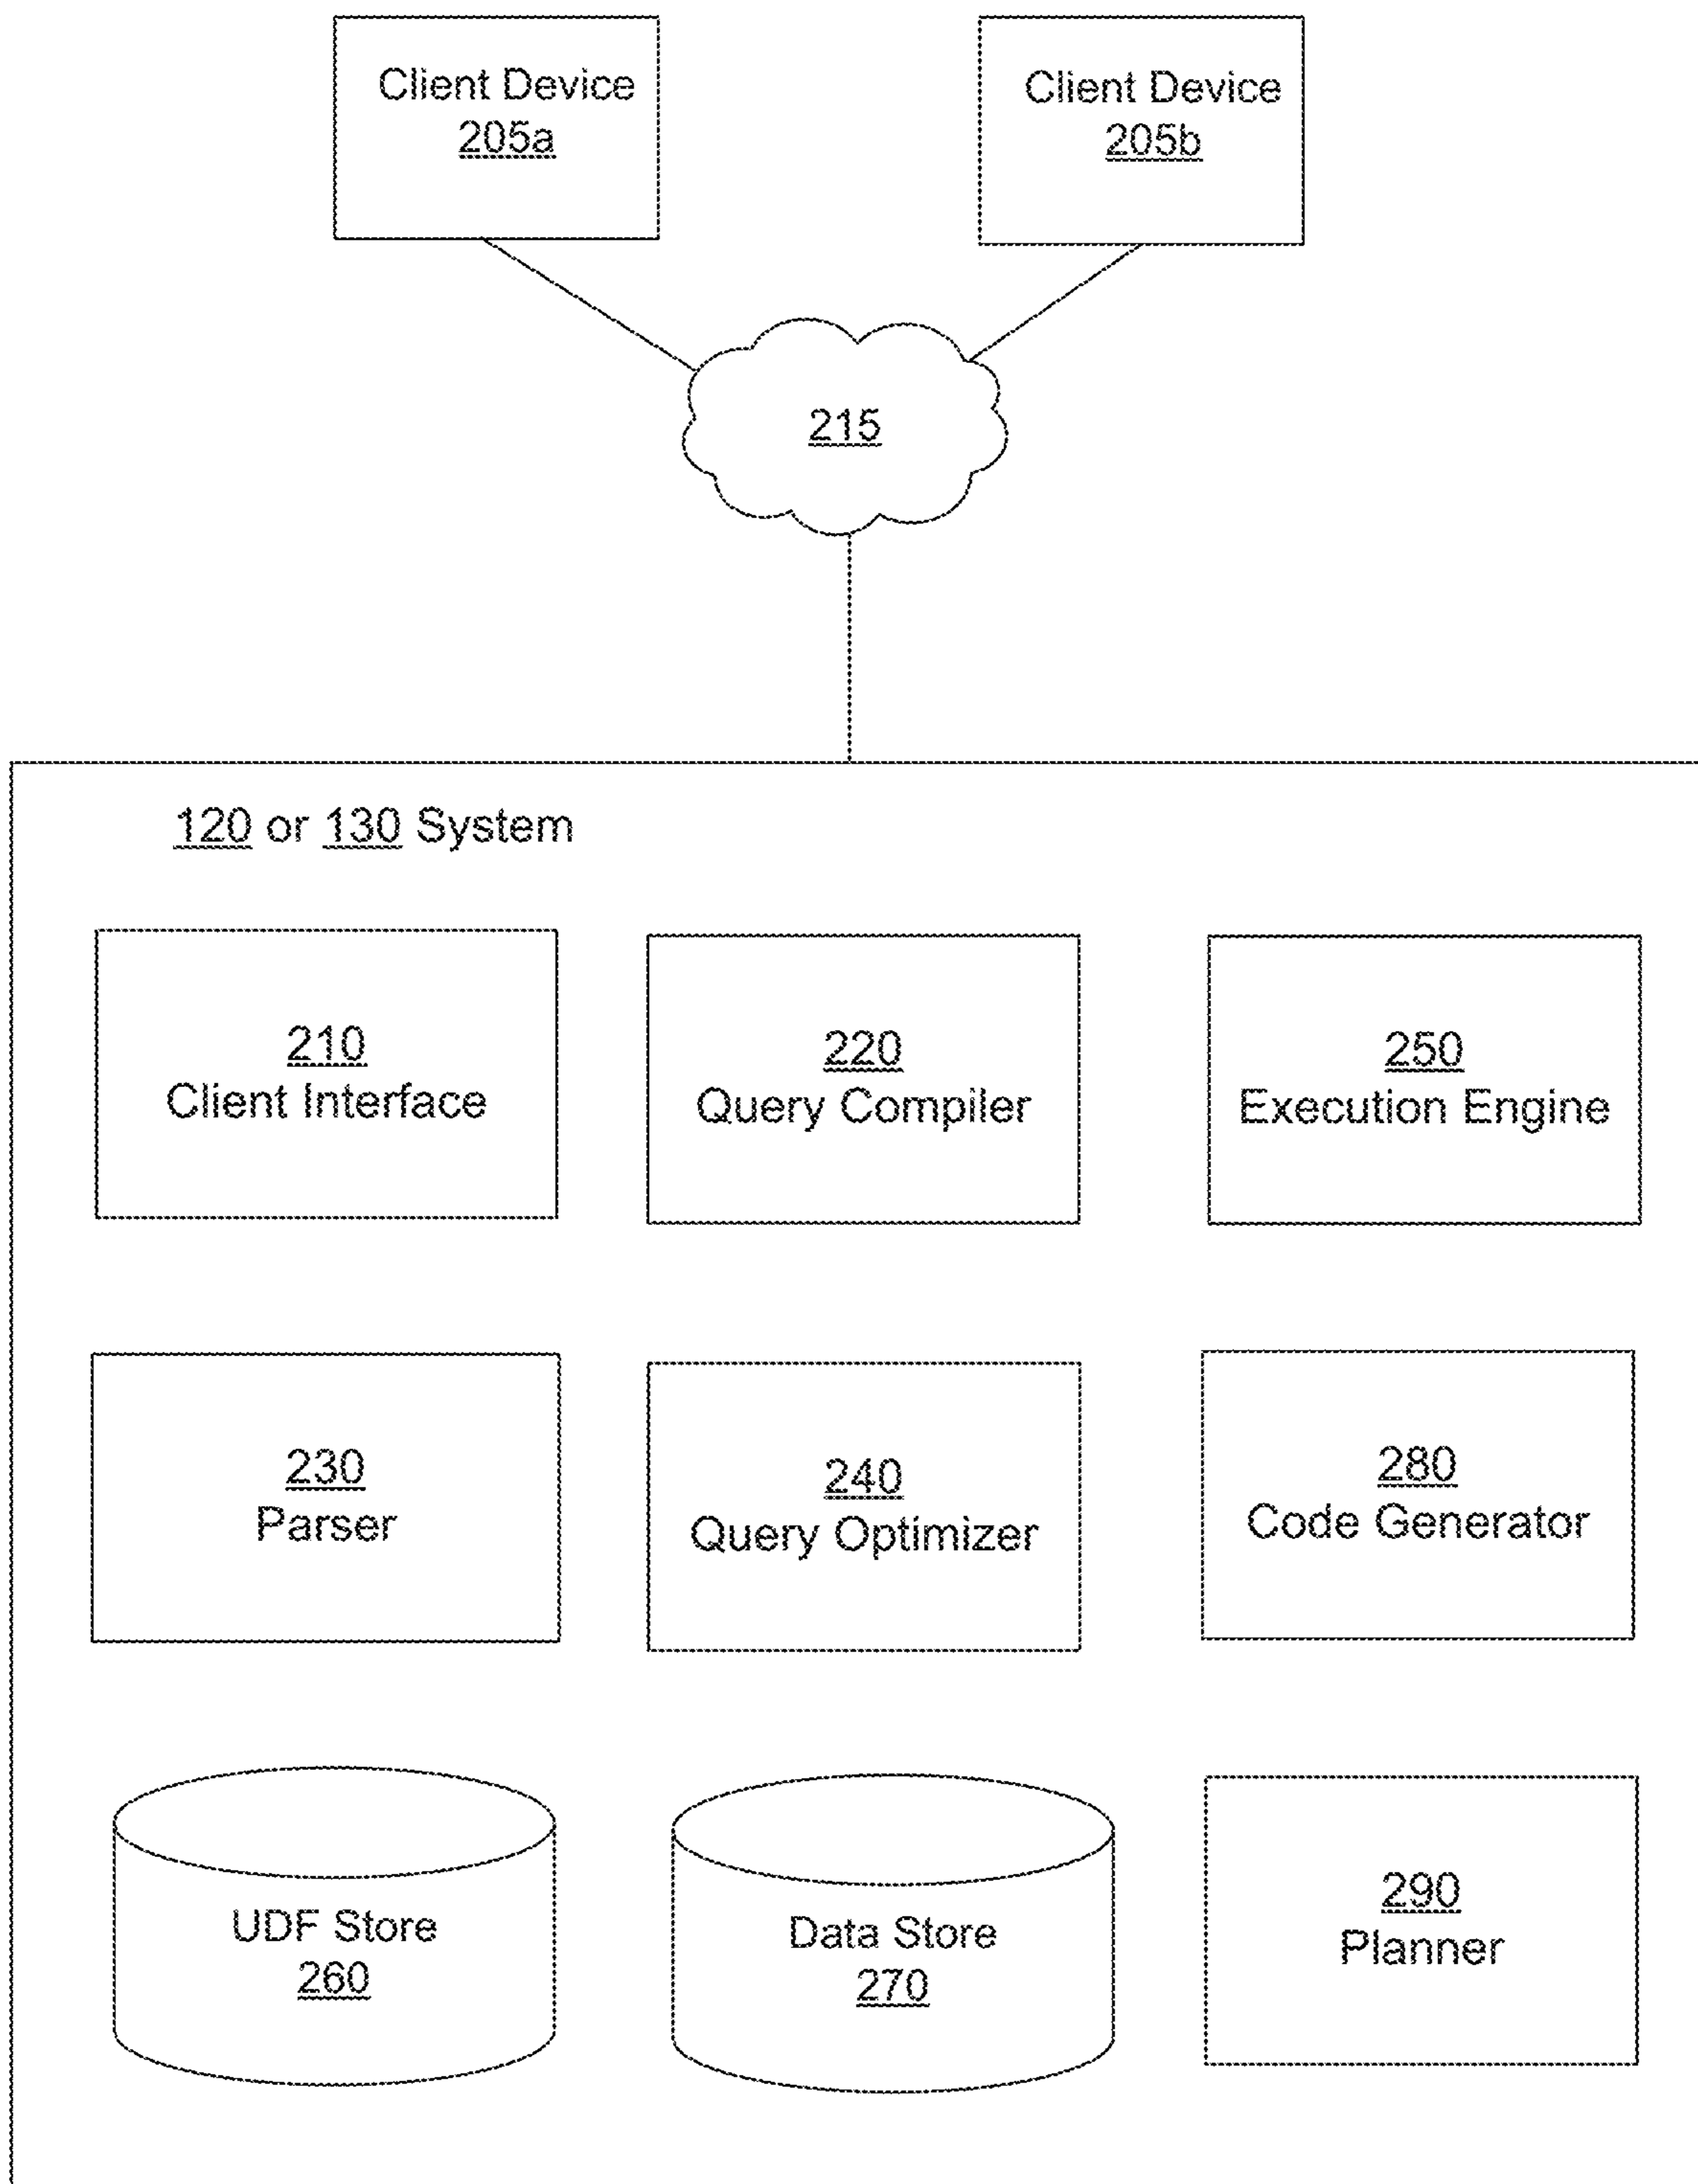 Client Device
205a
Client Device
205b
215
120 or 130 System
210
Client Interface
220
Query Compiler
250
Execution Engine
230
Parser
240
Query Optimizer
280
Code Generator
UDF Store
260
Data Store
270
290
Planner